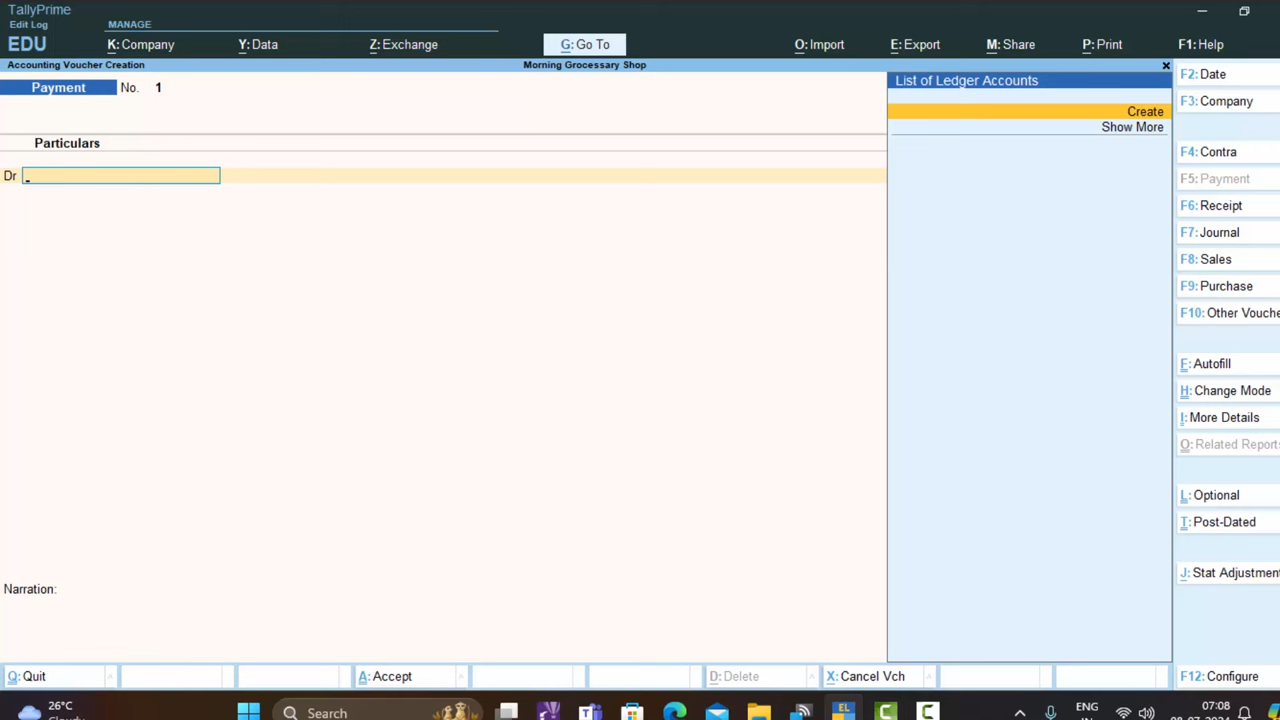 TallyPrime
Edit Log
MANAGE
EDU
K: Company
Y: Data
Z: Exchange
G: Go To
O: Import
E: Export
M: Share
P: Print
F1: Help
Accounting Voucher Creation
Morning Grocessary Shop
Payment No. 1
Particulars
Dr
Narration:
List of Ledger Accounts
Create
Show More
F2: Date
F3: Company
F4: Contra
F5: Payment
F6: Receipt
F7: Journal
F8: Sales
F9: Purchase
F10: Other Vouche
F: Autofill
H: Change Mode
I: More Details
O: Related Reports
L: Optional
T: Post-Dated
J: Stat Adjustment
Q: Quit
A: Accept
D: Delete
X: Cancel Vch
F12: Configure
26°C
Search
EL
ENG
07:08